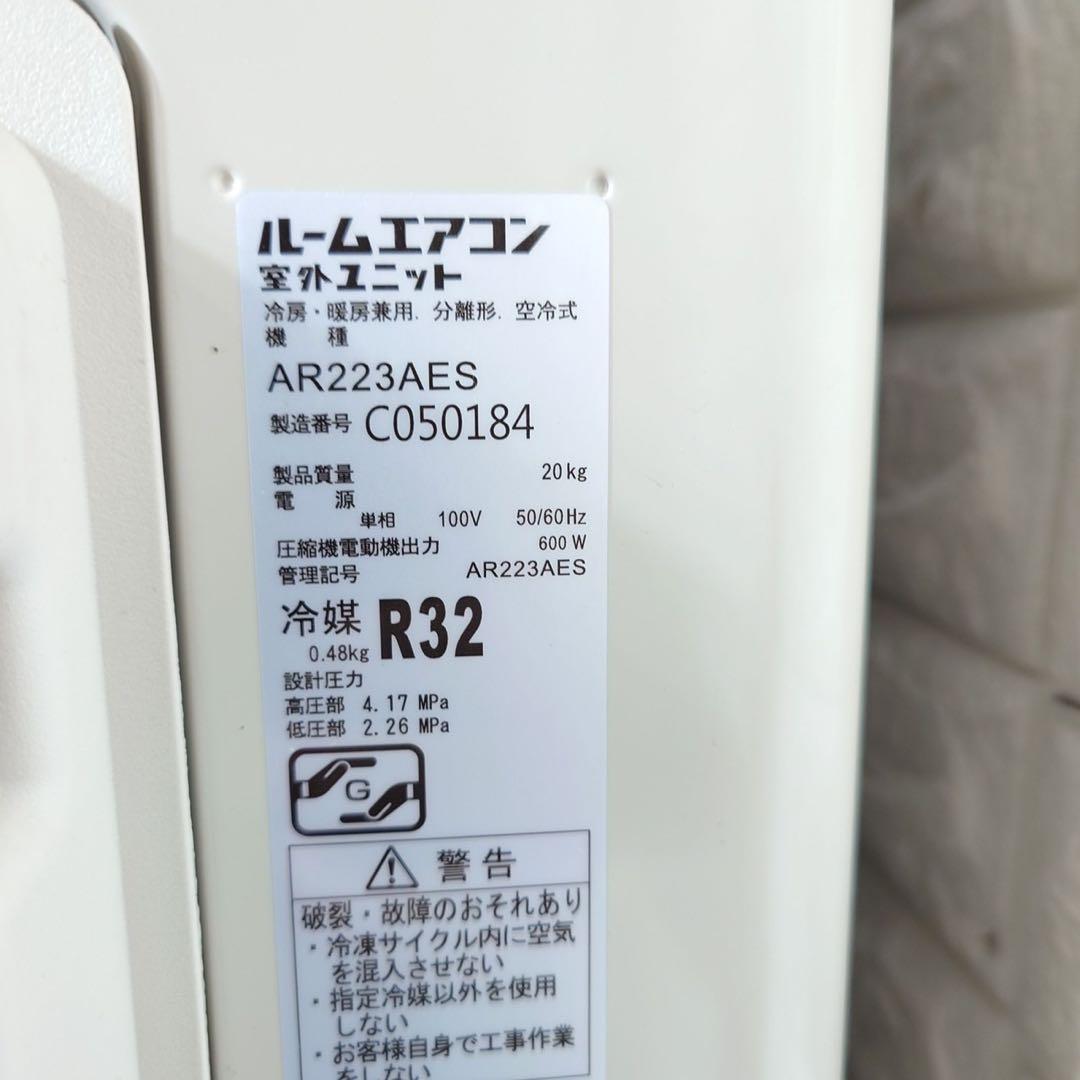 ルームエアコン
室外ユニット
冷房・暖房兼用, 分離形, 空冷式
機 種
AR223AES
製造番号 C050184
製品質量 20kg
電 源
単相 100V 50/60Hz
圧縮機電動機出力 600W
管理記号 AR223AES
冷媒 R32
0.48kg
設計圧力
高圧部 4.17 MPa
低圧部 2.26 MPa
G
警告
破裂・故障のおそれあり
・冷凍サイクル内に空気
を混入させない
・指定冷媒以外を使用
しない
・お客様自身で工事作業
をしない